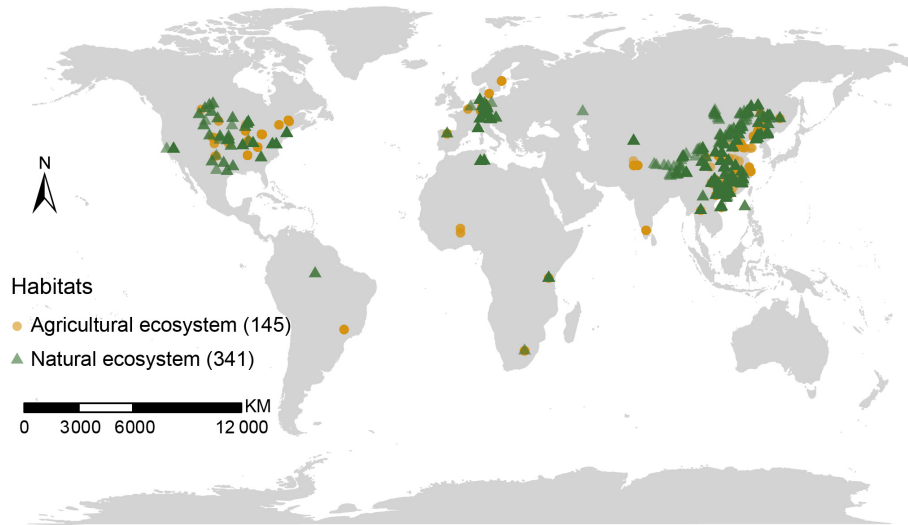 N
Habitats
Agricultural ecosystem (145)
Natural ecosystem (341)
KM
0 3000 6000 12 000